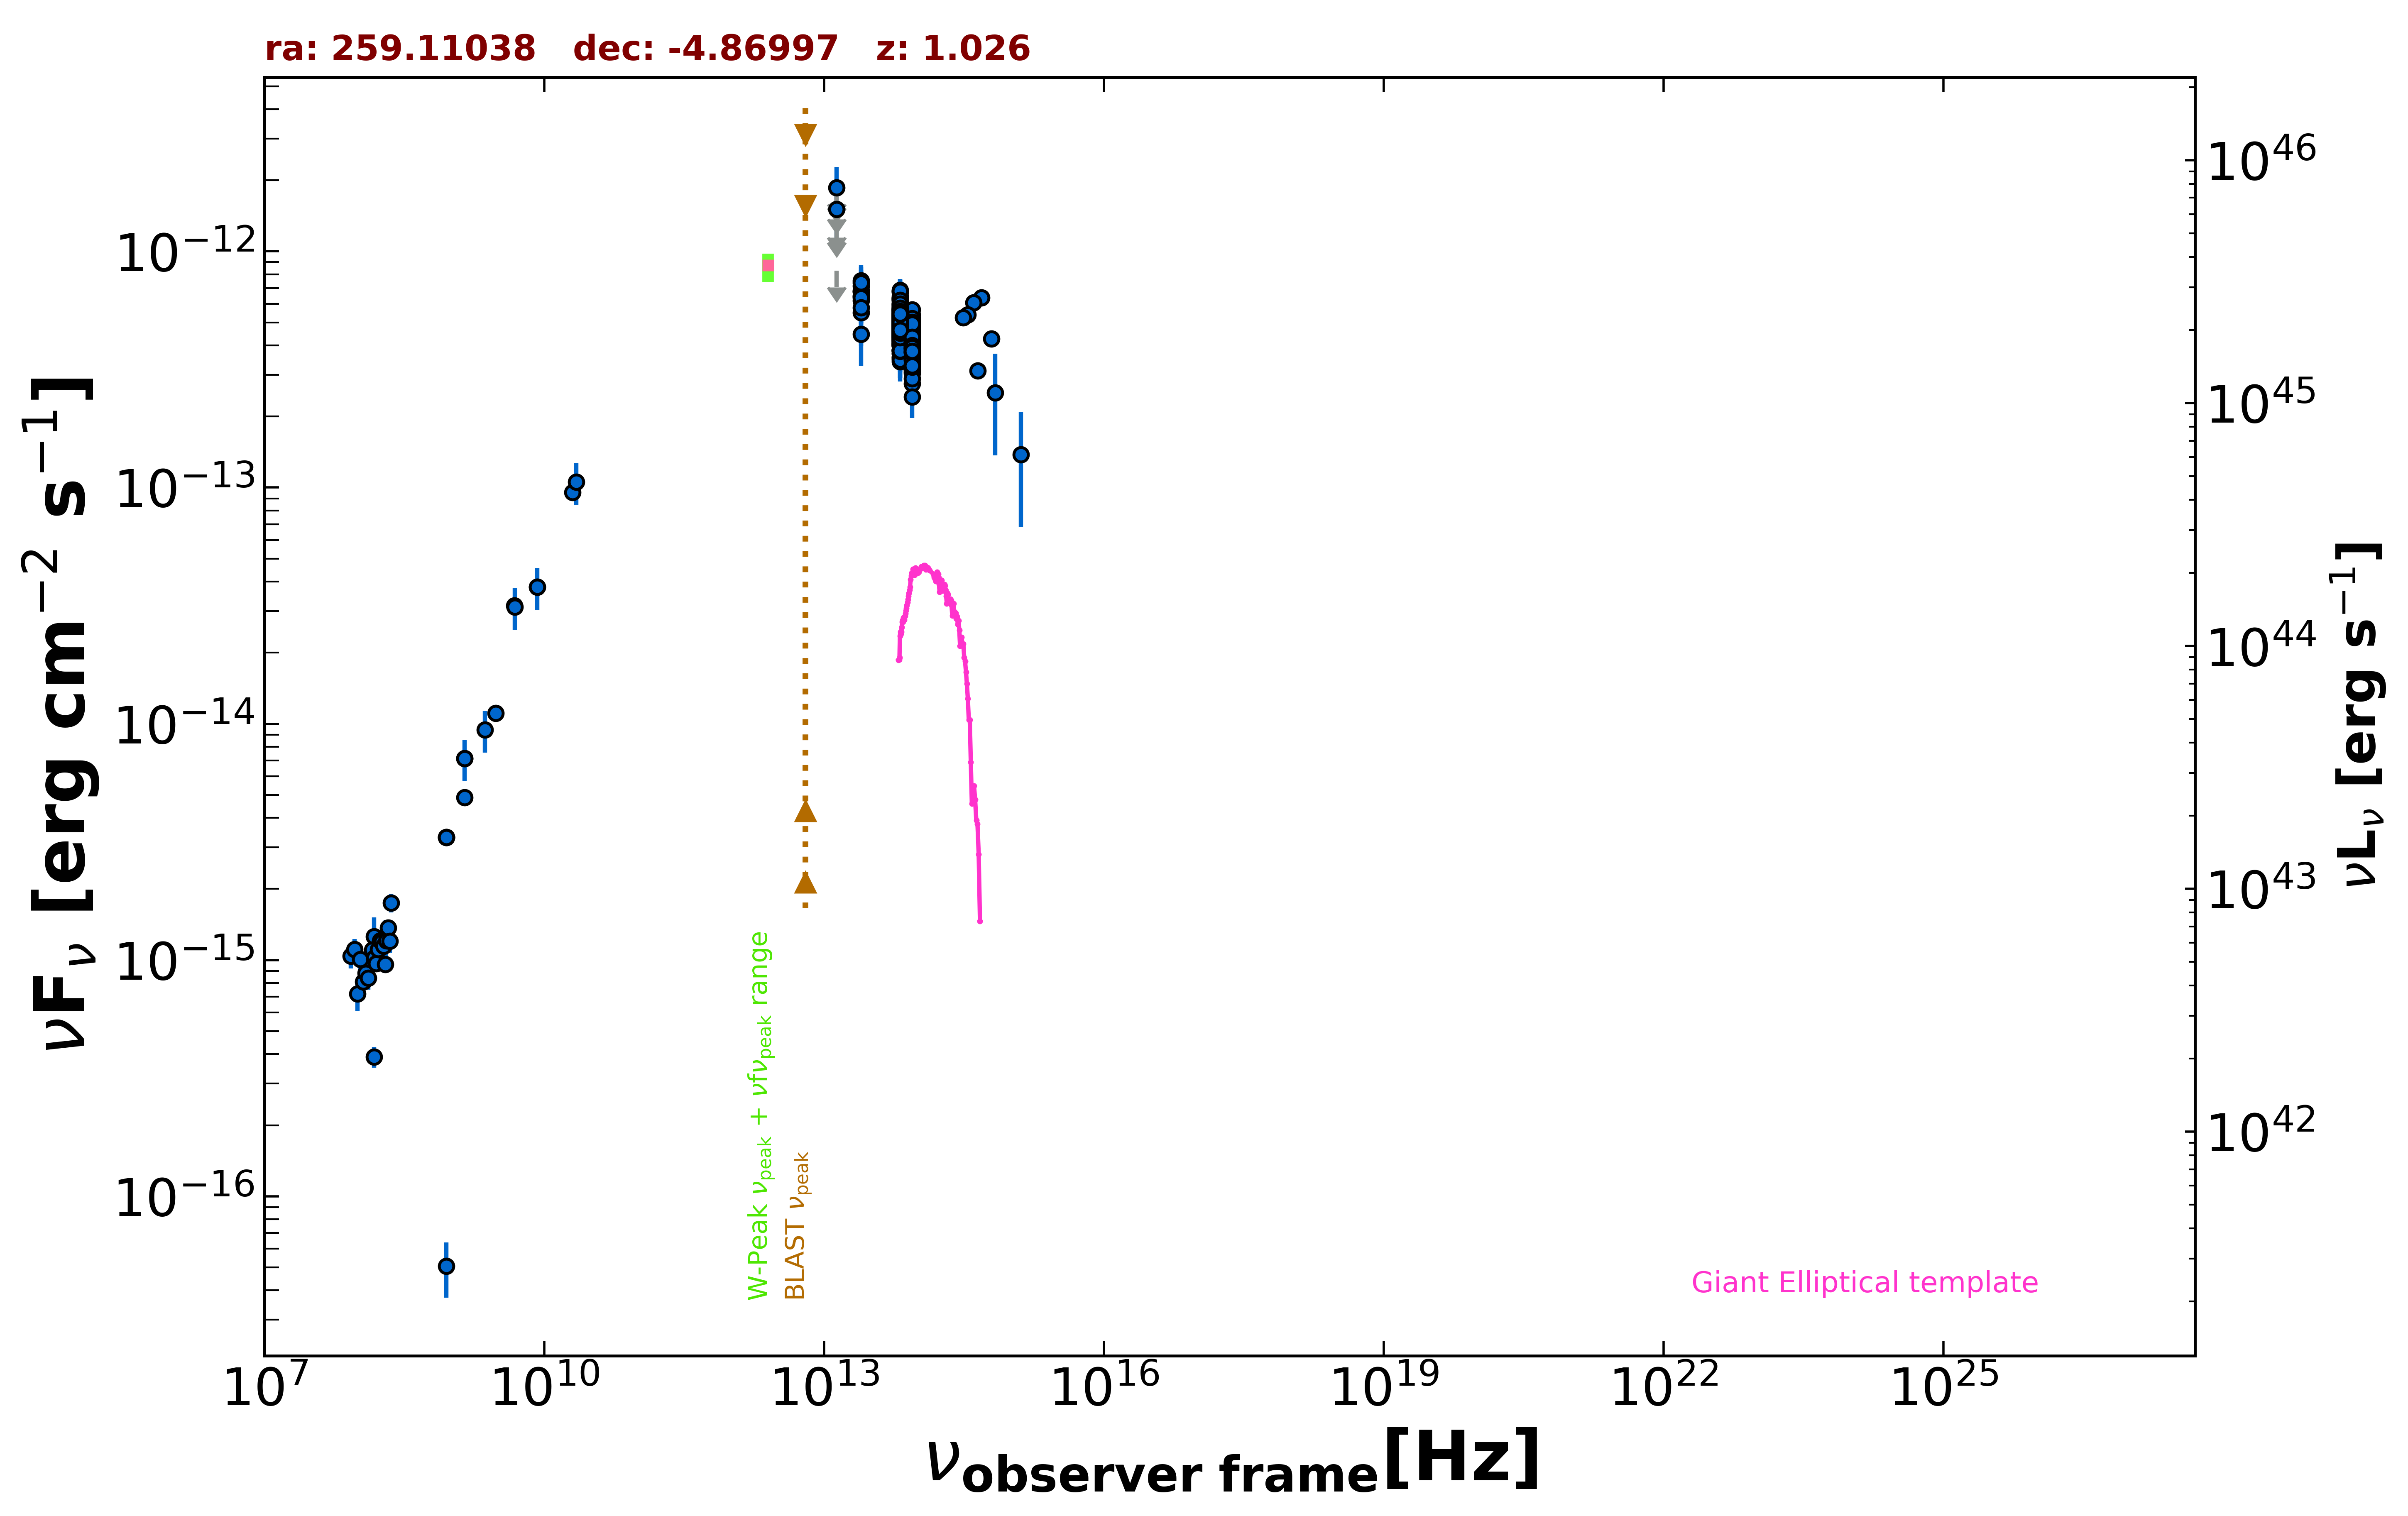 ra: 259.11038   dec: -4.86997   z: 1.026
νF_ν [erg cm^−2 s^−1]
10^−12
10^−13
10^−14
10^−15
10^−16
10^46
10^45
10^44
10^43
10^42
νL_ν [erg s^−1]
W-Peak ν_peak + νfν_peak range
BLAST ν_peak
Giant Elliptical template
10^7 10^10 10^13 10^16 10^19 10^22 10^25
ν_observer frame[Hz]